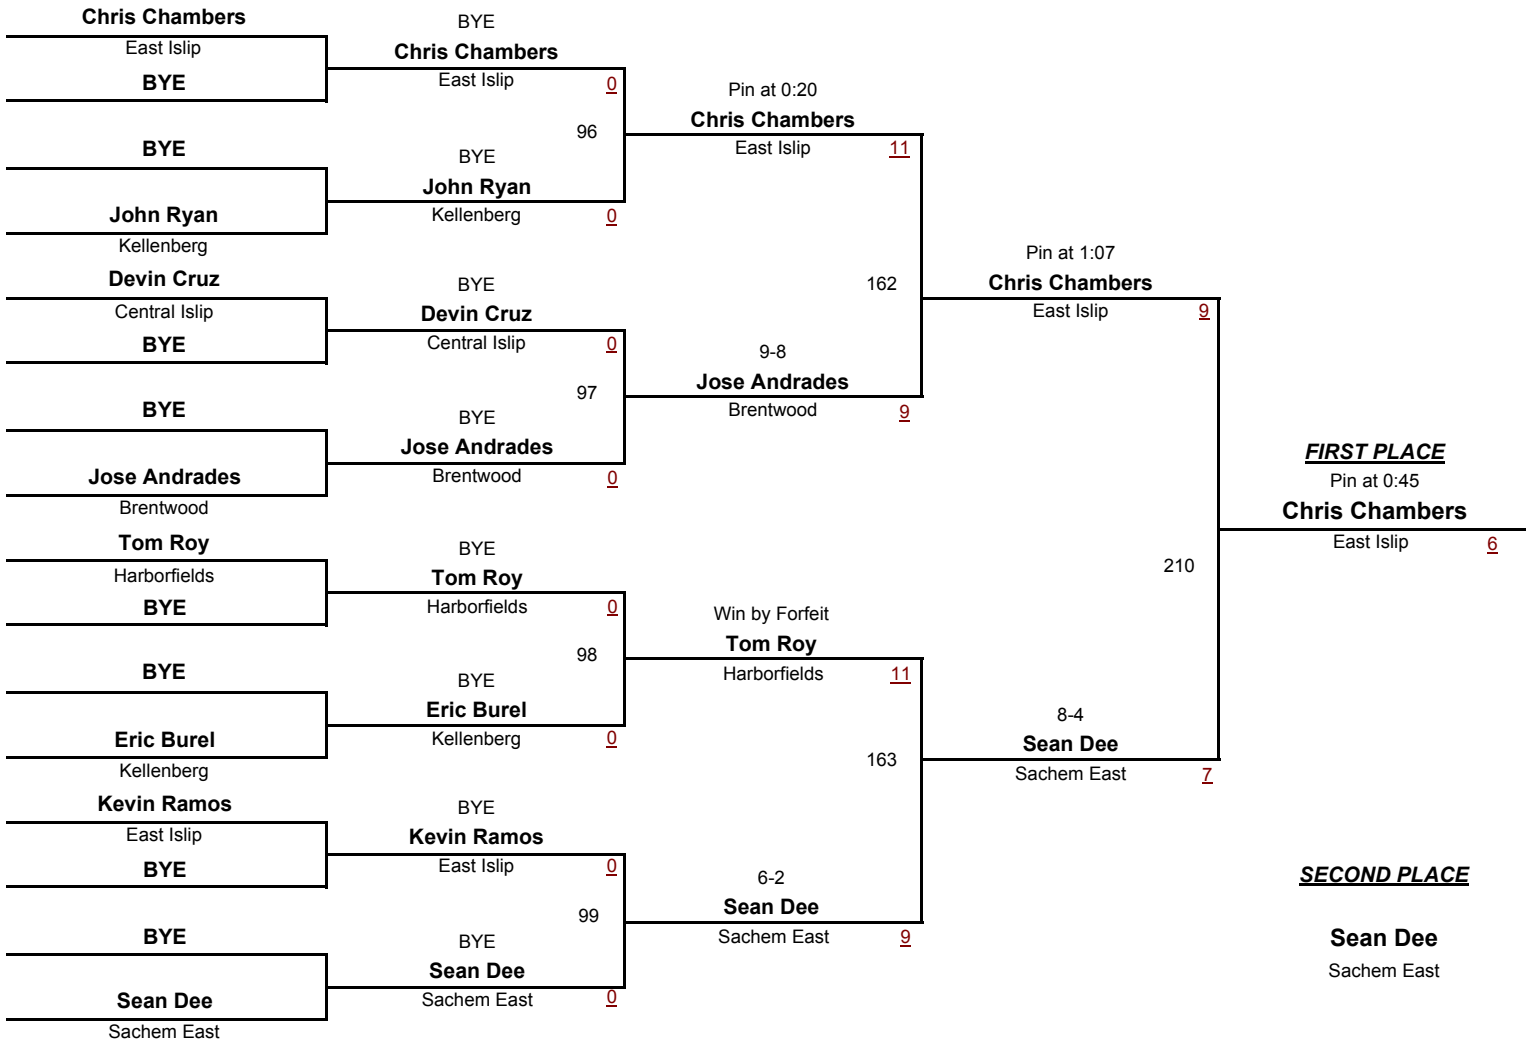 Chris Chambers
East Islip
BYE
BYE
John Ryan
Kellenberg
Devin Cruz
Central Islip
BYE
BYE
Jose Andrades
Brentwood
Tom Roy
Harborfields
BYE
BYE
Eric Burel
Kellenberg
Kevin Ramos
East Islip
BYE
BYE
Sean Dee
Sachem East
BYE
Chris Chambers
East Islip
0
96
BYE
John Ryan
Kellenberg
0
BYE
Devin Cruz
Central Islip
0
97
BYE
Jose Andrades
Brentwood
0
BYE
Tom Roy
Harborfields
0
98
BYE
Eric Burel
Kellenberg
0
BYE
Kevin Ramos
East Islip
0
99
BYE
Sean Dee
Sachem East
0
Pin at 0:20
Chris Chambers
East Islip
11
162
9-8
Jose Andrades
Brentwood
9
Win by Forfeit
Tom Roy
Harborfields
11
163
6-2
Sean Dee
Sachem East
9
Pin at 1:07
Chris Chambers
East Islip
9
210
8-4
Sean Dee
Sachem East
7
FIRST PLACE
Pin at 0:45
Chris Chambers
East Islip
6
SECOND PLACE
Sean Dee
Sachem East